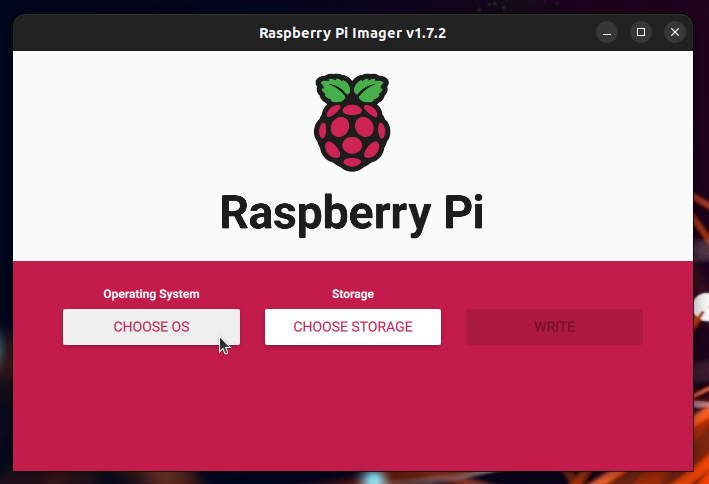 Raspberry Pi Imager v1.7.2
Raspberry Pi
Operating System
Storage
CHOOSE OS
CHOOSE STORAGE
WRITE